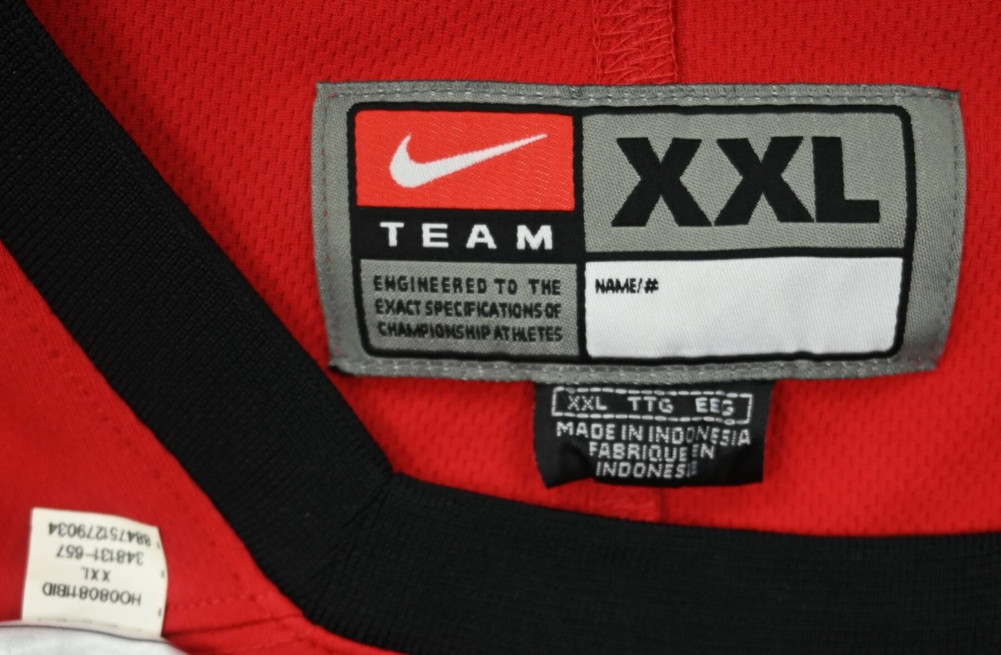 TEAM
XXL
ENGINEERED TO THE
EXACT SPECIFICATIONS OF
CHAMPIONSHIP ATHLETES
NAME/#
XXL TTG EEG
MADE IN INDONESIA
FABRIQUE EN
INDONESIE
HO080811BID
XXL
348131-657
884751279034